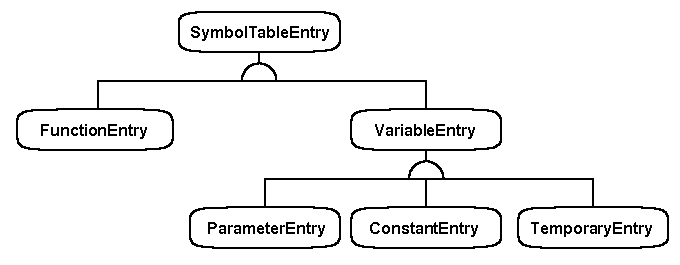 SymbolTableEntry
FunctionEntry
VariableEntry
ParameterEntry
ConstantEntry
TemporaryEntry